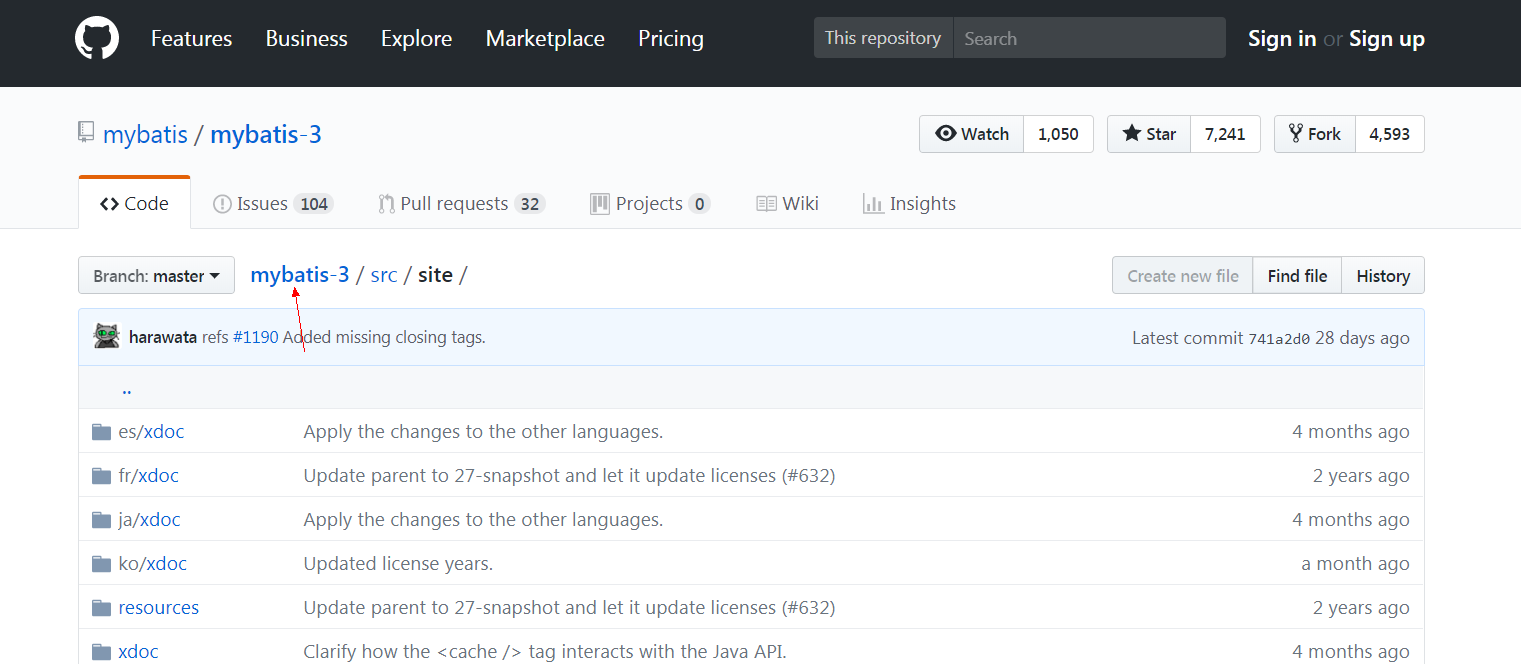 Features Business Explore Marketplace Pricing This repository Search Sign in or Sign up
mybatis / mybatis-3 Watch 1,050 Star 7,241 Fork 4,593
Code Issues 104 Pull requests 32 Projects 0 Wiki Insights
Branch: master mybatis-3 / src / site / Create new file Find file History
harawata refs #1190 Added missing closing tags. Latest commit 741a2d0 28 days ago
..
es/xdoc Apply the changes to the other languages. 4 months ago
fr/xdoc Update parent to 27-snapshot and let it update licenses (#632) 2 years ago
ja/xdoc Apply the changes to the other languages. 4 months ago
ko/xdoc Updated license years. a month ago
resources Update parent to 27-snapshot and let it update licenses (#632) 2 years ago
xdoc Clarify how the <cache /> tag interacts with the Java API. 4 months ago